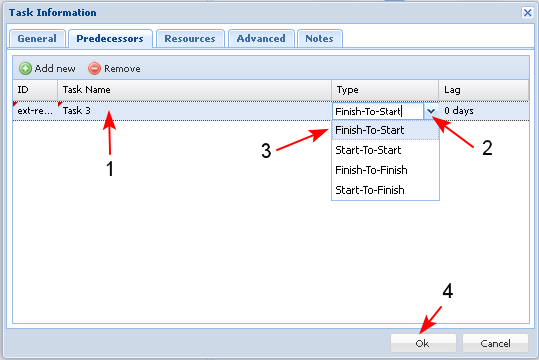 Task Information
General Predecessors Resources Advanced Notes
Add new Remove
ID Task Name Type Lag
ext-re... Task 3 Finish-To-Start 0 days
1 3 Finish-To-Start 2
Start-To-Start
Finish-To-Finish
Start-To-Finish
4
Ok Cancel